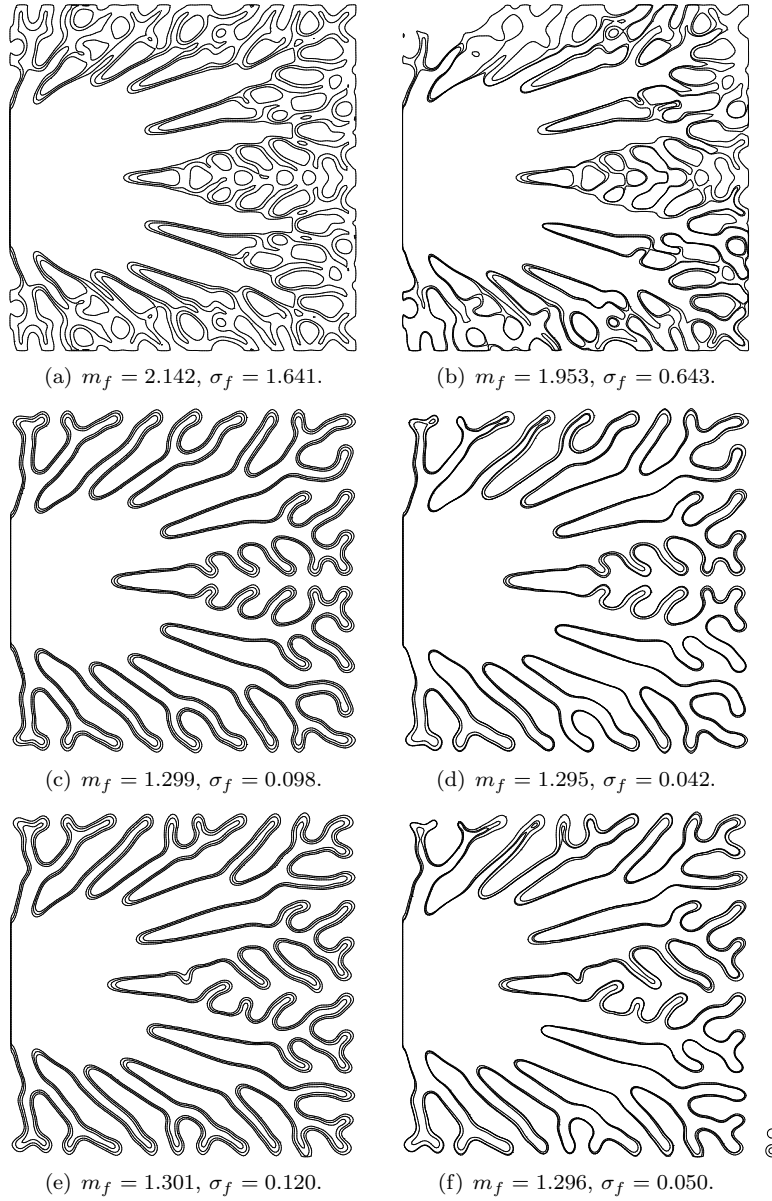 (a) m_f = 2.142, σ_f = 1.641.
(b) m_f = 1.953, σ_f = 0.643.
(c) m_f = 1.299, σ_f = 0.098.
(d) m_f = 1.295, σ_f = 0.042.
(e) m_f = 1.301, σ_f = 0.120.
(f) m_f = 1.296, σ_f = 0.050.